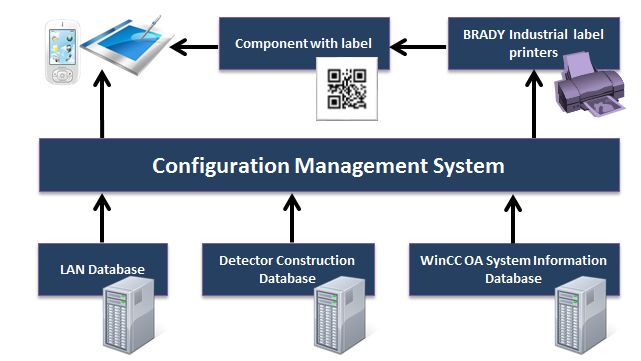 Component with label
BRADY Industrial label
printers
Configuration Management System
LAN Database
Detector Construction
Database
WinCC OA System Information
Database